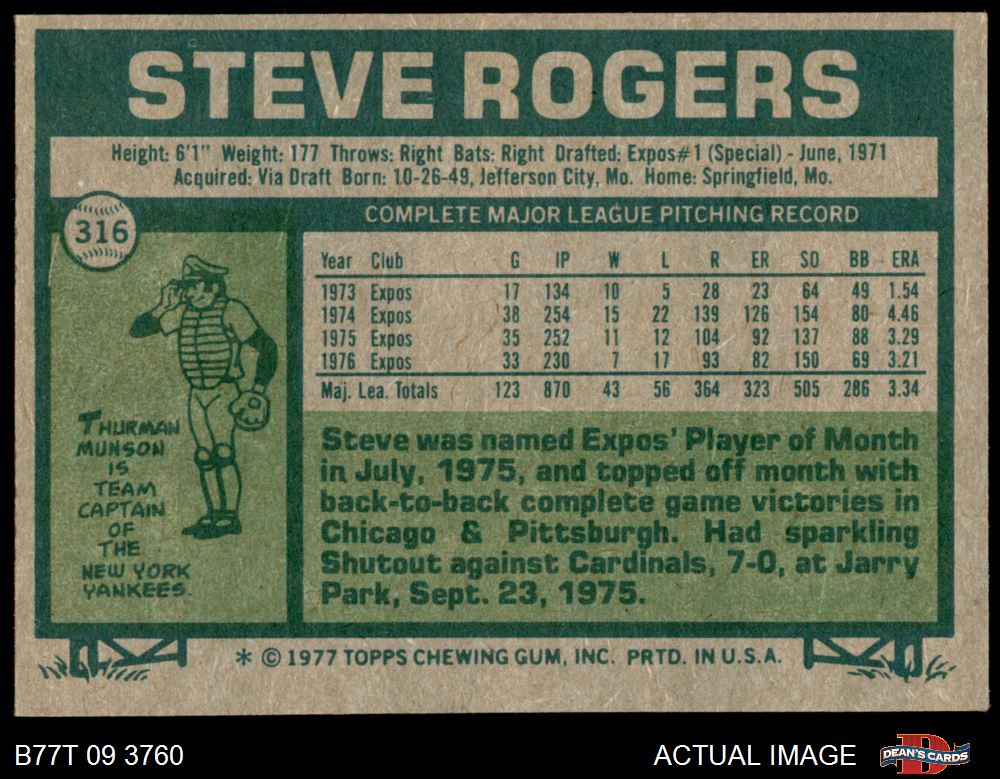 STEVE ROGERS
Height: 6'1" Weight: 177 Throws: Right Bats: Right Drafted: Expos#1 (Special) - June, 1971
Acquired: Via Draft Born: 10-26-49, Jefferson City, Mo. Home: Springfield, Mo.
316
COMPLETE MAJOR LEAGUE PITCHING RECORD
Year Club G IP W L R ER SO BB ERA
1973 Expos 17 134 10 5 28 23 64 49 1.54
1974 Expos 38 254 15 22 139 126 154 80 4.46
1975 Expos 35 252 11 12 104 92 137 88 3.29
1976 Expos 33 230 7 17 93 82 150 69 3.21
Maj. Lea. Totals 123 870 43 56 364 323 505 286 3.34
THURMAN
MUNSON
IS
TEAM
CAPTAIN
OF
THE
NEW YORK
YANKEES.
Steve was named Expos' Player of Month
in July, 1975, and topped off month with
back-to-back complete game victories in
Chicago & Pittsburgh. Had sparkling
Shutout against Cardinals, 7-0, at Jarry
Park, Sept. 23, 1975.
* © 1977 TOPPS CHEWING GUM, INC. PRTD. IN U.S.A.
B77T 09 3760
ACTUAL IMAGE
DEAN'S CARDS